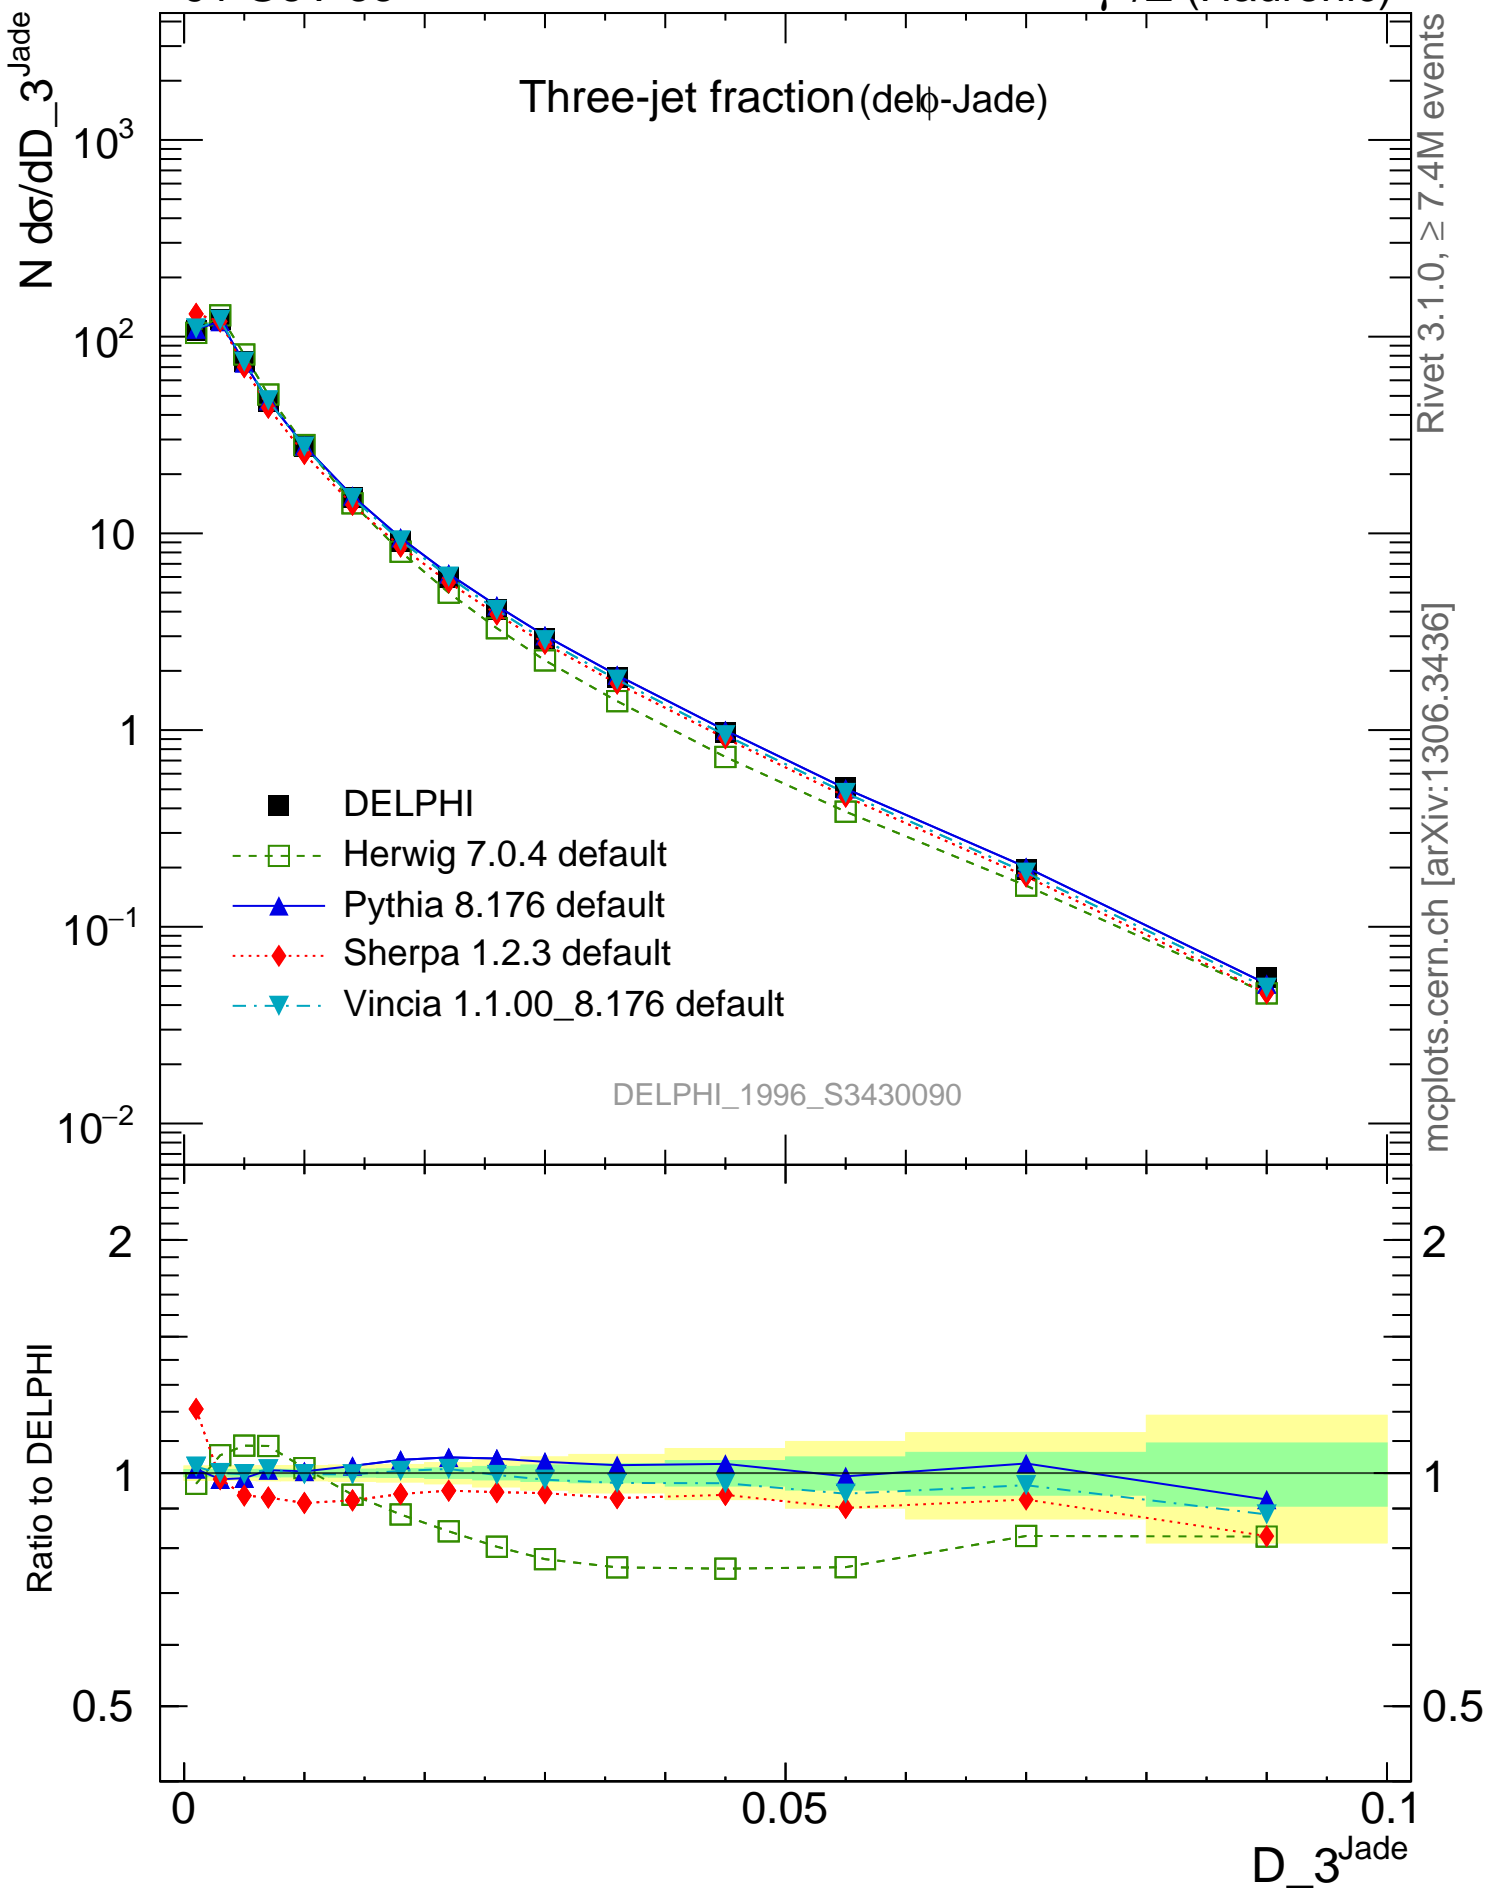 Three-jet fraction (delϕ-Jade)
N dσ/dD_3^Jade
10^3
10^2
10
1
10^−1
10^−2
DELPHI
Herwig 7.0.4 default
Pythia 8.176 default
Sherpa 1.2.3 default
Vincia 1.1.00_8.176 default
DELPHI_1996_S3430090
Rivet 3.1.0, ≥ 7.4M events
mcplots.cern.ch [arXiv:1306.3436]
Ratio to DELPHI
2
1
0.5
2
1
0.5
0
0.05
0.1
D_3^Jade